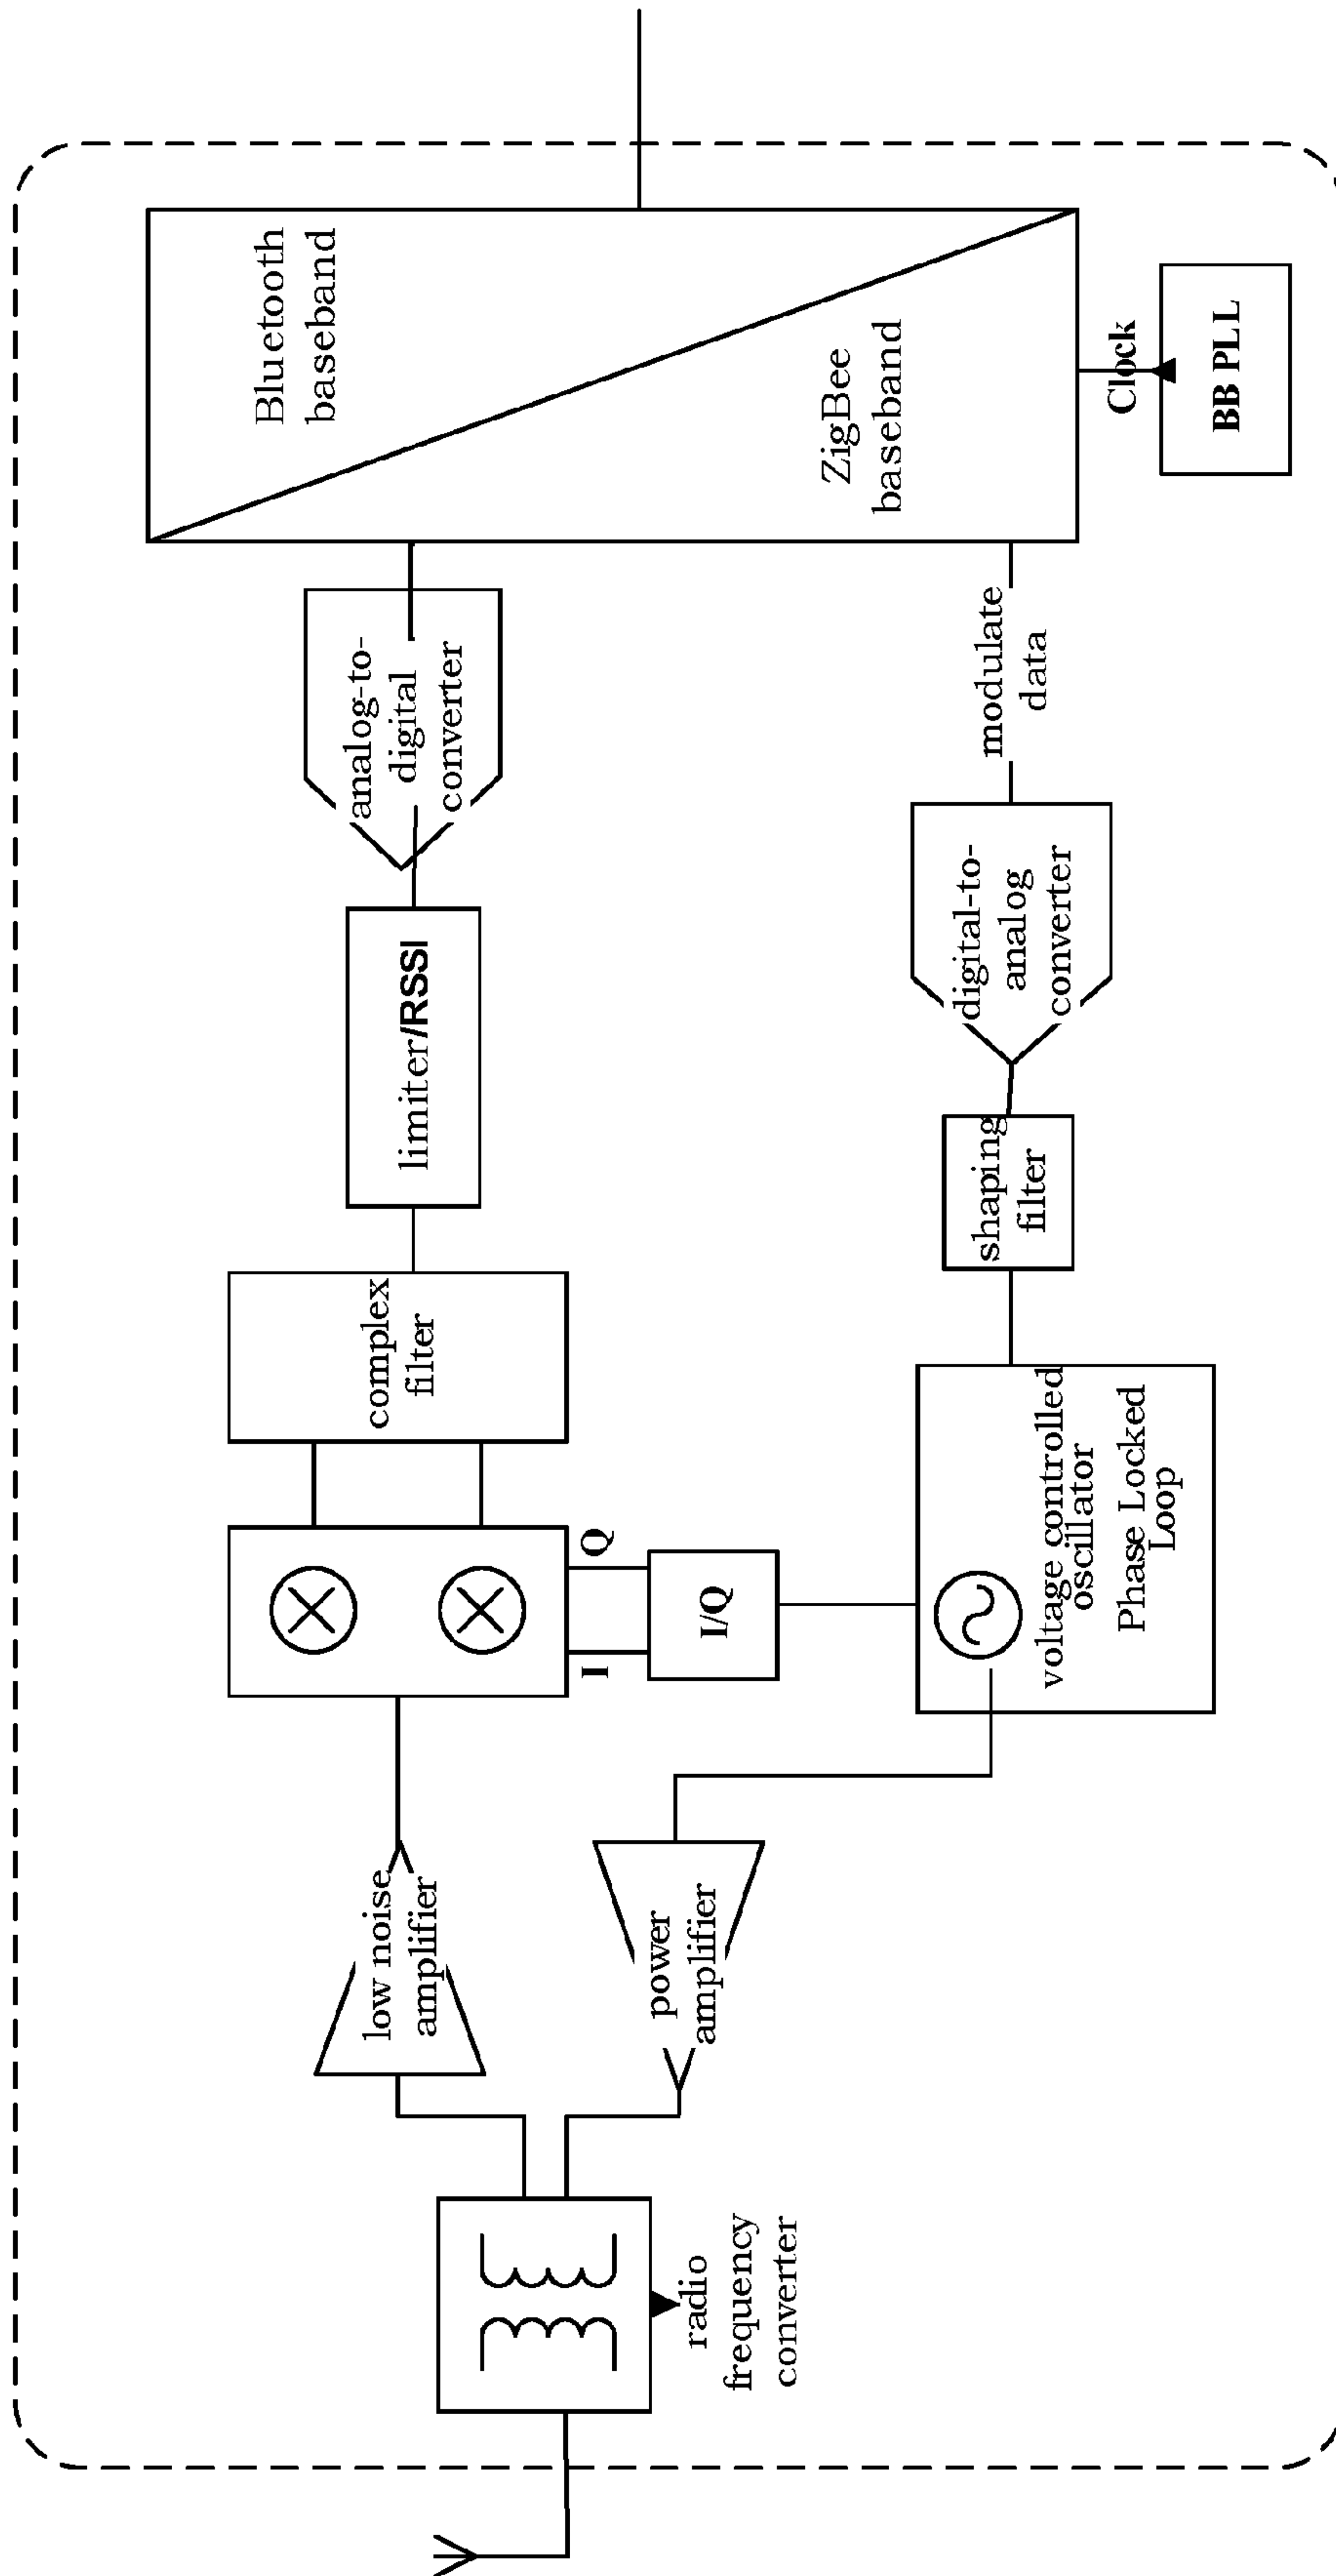 Bluetooth
baseband
ZigBee
baseband
Clock
BB PLL
analog-to-
digital
converter
modulate
data
limiter/RSSI
digital-to-
analog
converter
complex
filter
shaping
filter
Q
I
I/Q
voltage controlled
oscillator
Phase Locked
Loop
low noise
amplifier
power
amplifier
radio
frequency
converter